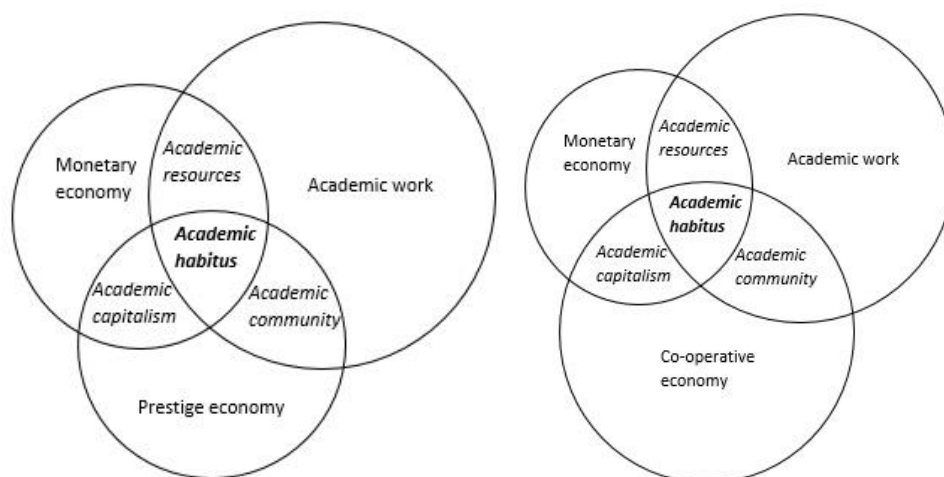 Monetary
economy
Academic
resources
Academic work
Academic
habitus
Academic
capitalism
Academic
community
Prestige economy
Monetary
economy
Academic
resources
Academic work
Academic
habitus
Academic
capitalism
Academic
community
Co-operative
economy